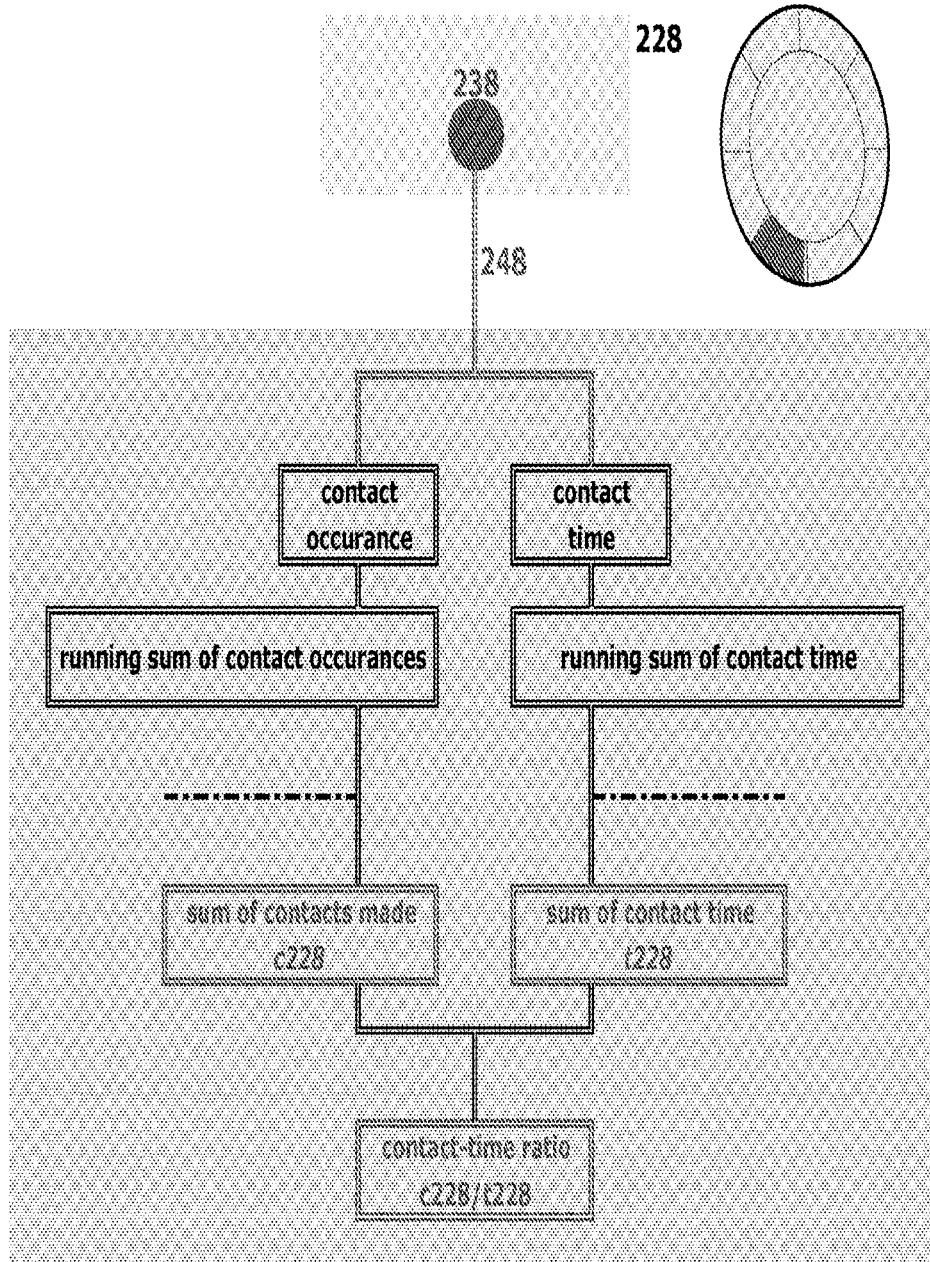 228
238
248
contact
occurance
contact
time
running sum of contact occurances
running sum of contact time
sum of contacts made
c228
sum of contact time
t228
contact-time ratio
c228/t228